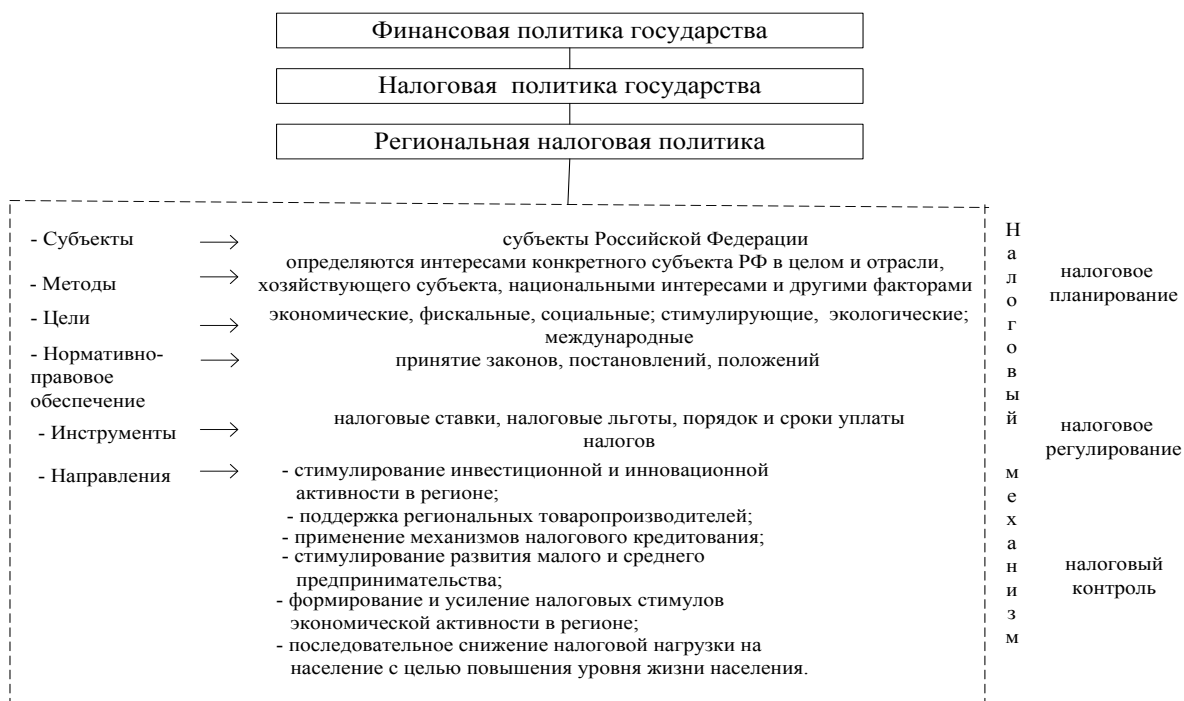 Финансовая политика государства
Налоговая политика государства
Региональная налоговая политика
- Субъекты
субъекты Российской Федерации
- Методы
определяются интересами конкретного субъекта РФ в целом и отрасли,
хозяйствующего субъекта, национальными интересами и другими факторами
- Цели
экономические, фискальные, социальные; стимулирующие, экологические;
международные
- Нормативно-
правовое
обеспечение
принятие законов, постановлений, положений
- Инструменты
налоговые ставки, налоговые льготы, порядок и сроки уплаты
налогов
- Направления
- стимулирование инвестиционной и инновационной
активности в регионе;
- поддержка региональных товаропроизводителей;
- применение механизмов налогового кредитования;
- стимулирование развития малого и среднего
предпринимательства;
- формирование и усиление налоговых стимулов
экономической активности в регионе;
- последовательное снижение налоговой нагрузки на
население с целью повышения уровня жизни населения.
Налоговый механизм
налоговое
планирование
налоговое
регулирование
налоговый
контроль